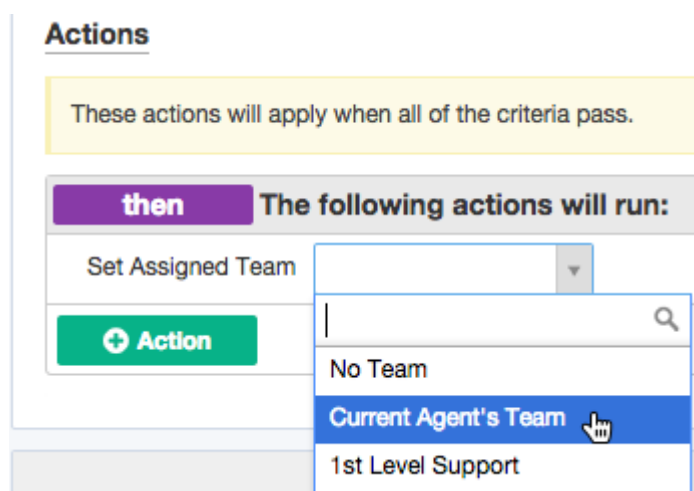 Actions
These actions will apply when all of the criteria pass.
then The following actions will run:
Set Assigned Team
Action
No Team
Current Agent's Team
1st Level Support